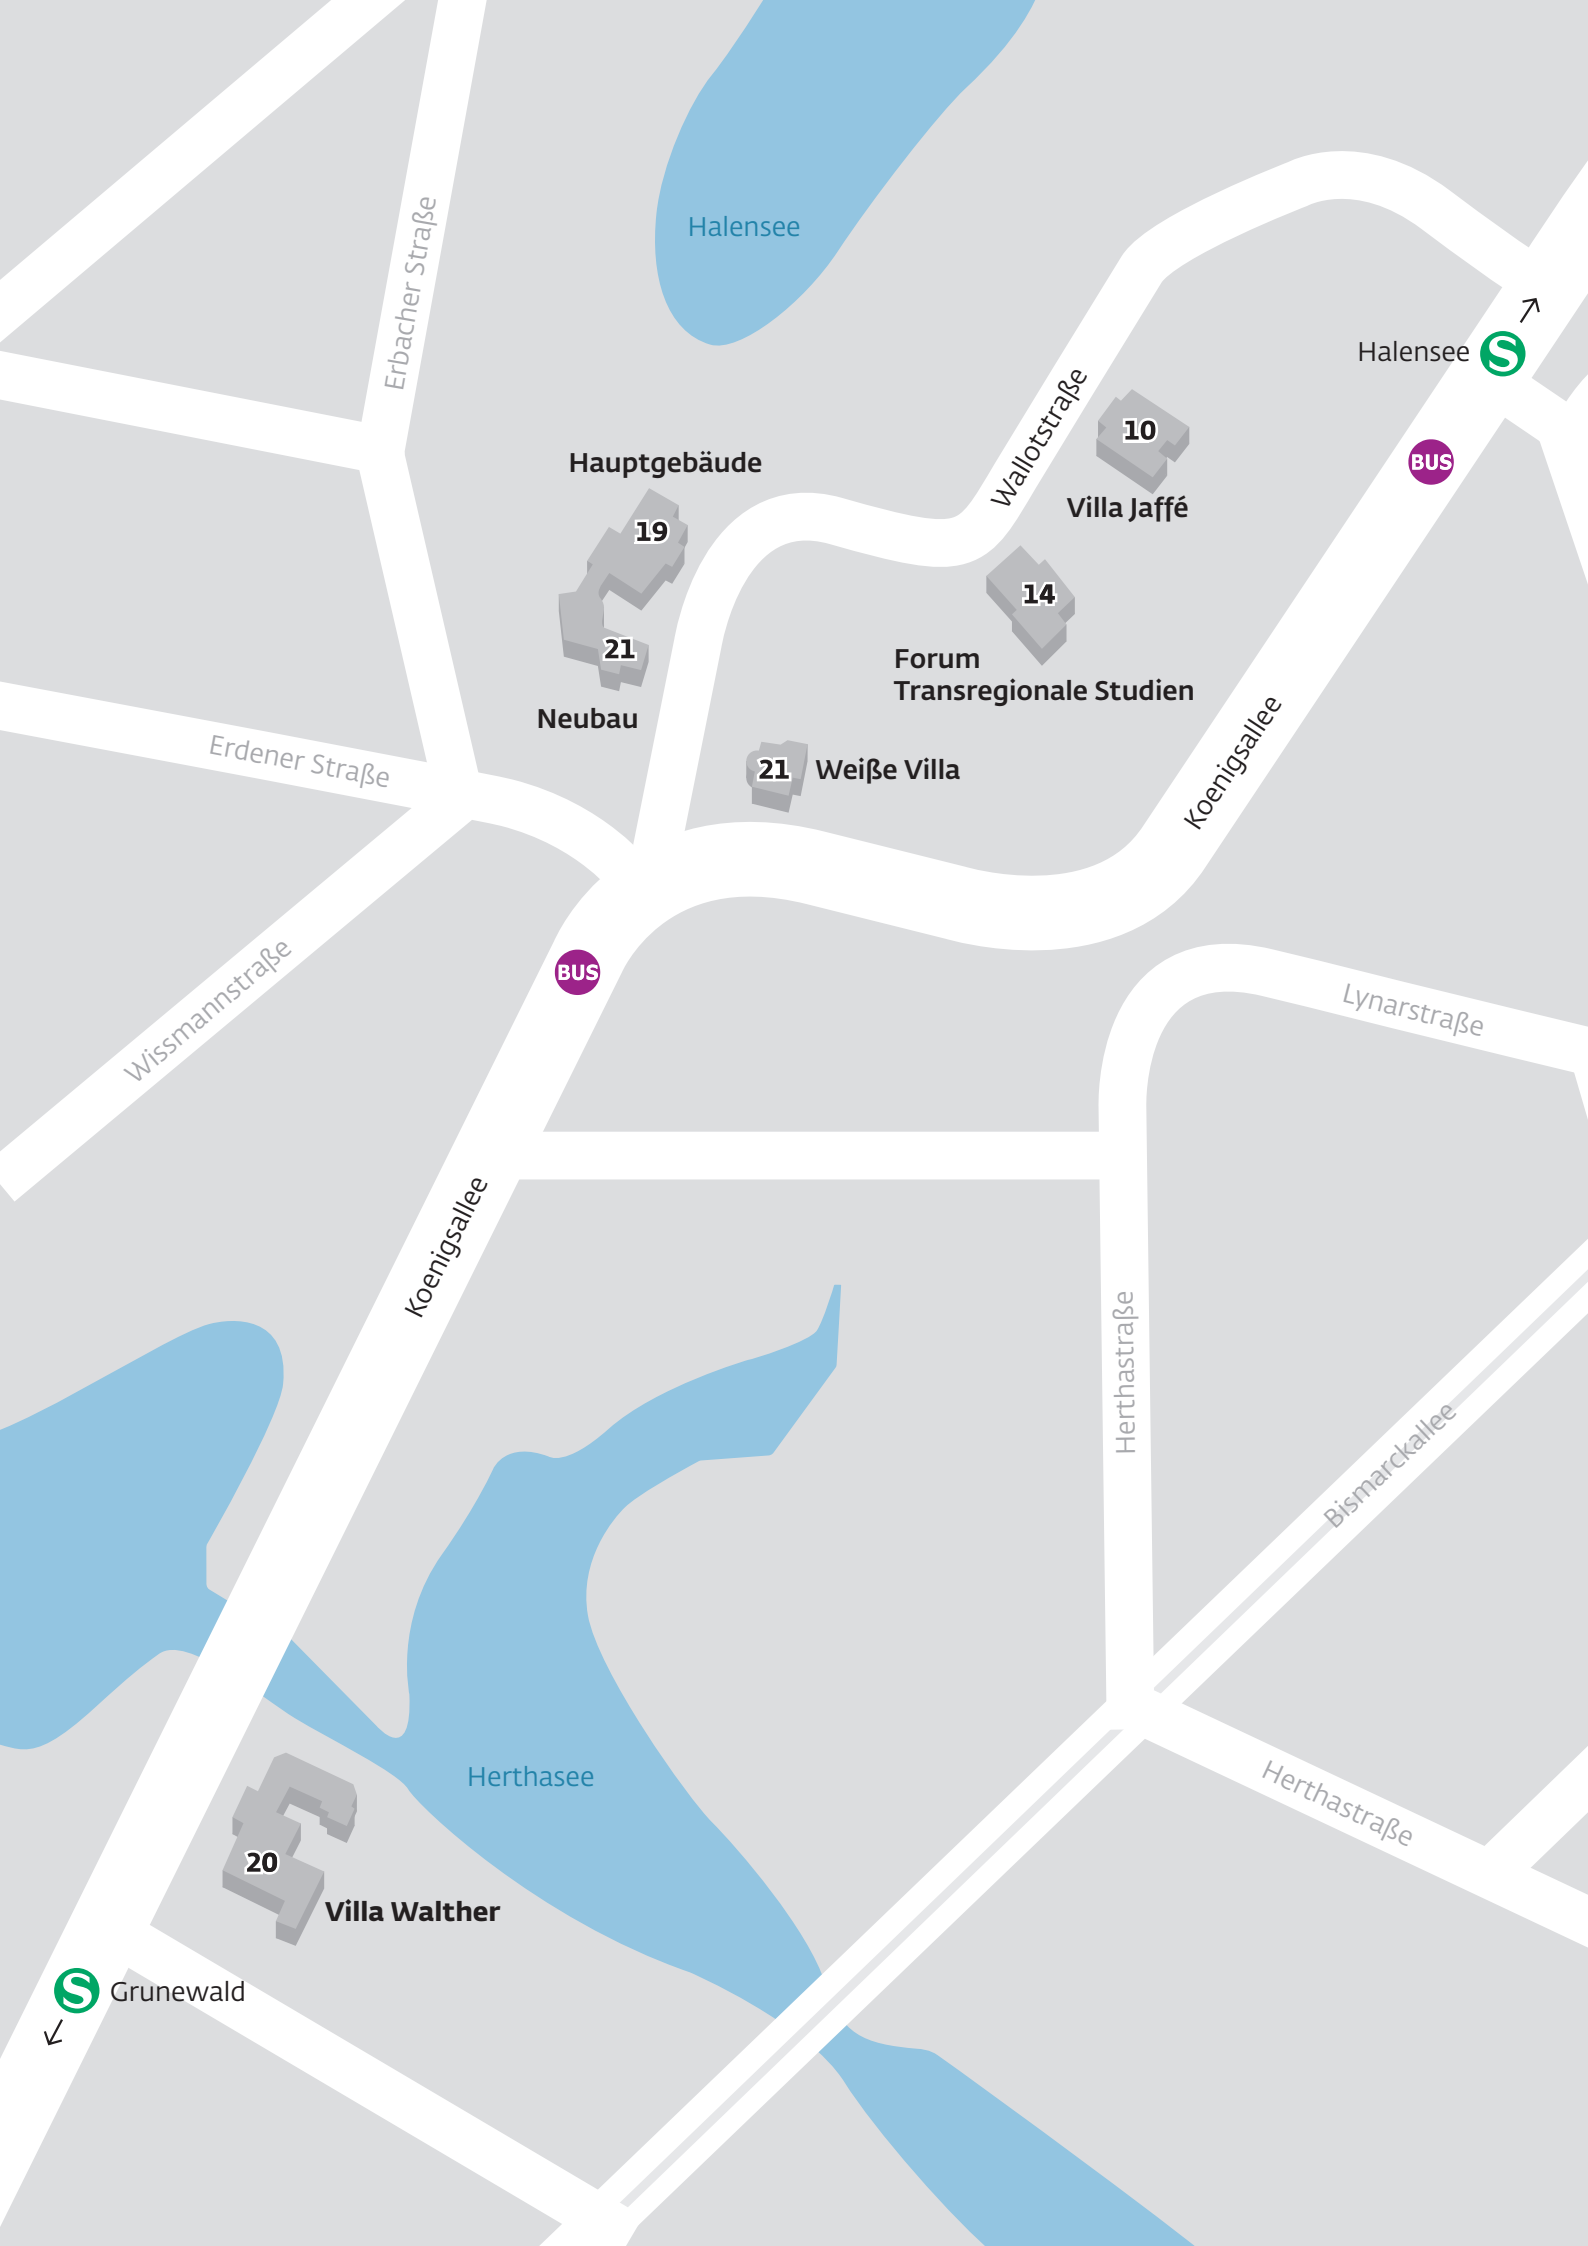 Erbacher Straße
Halensee
Halensee
S
BUS
Wallotstraße
10
Villa Jaffé
Hauptgebäude
19
21
Neubau
14
Forum
Transregionale Studien
21
Weiße Villa
Koenigsallee
Erdener Straße
Wissmannstraße
BUS
Lynarstraße
Koenigsallee
Herthastraße
Bismarckallee
Herthasee
Herthastraße
20
Villa Walther
S
Grunewald